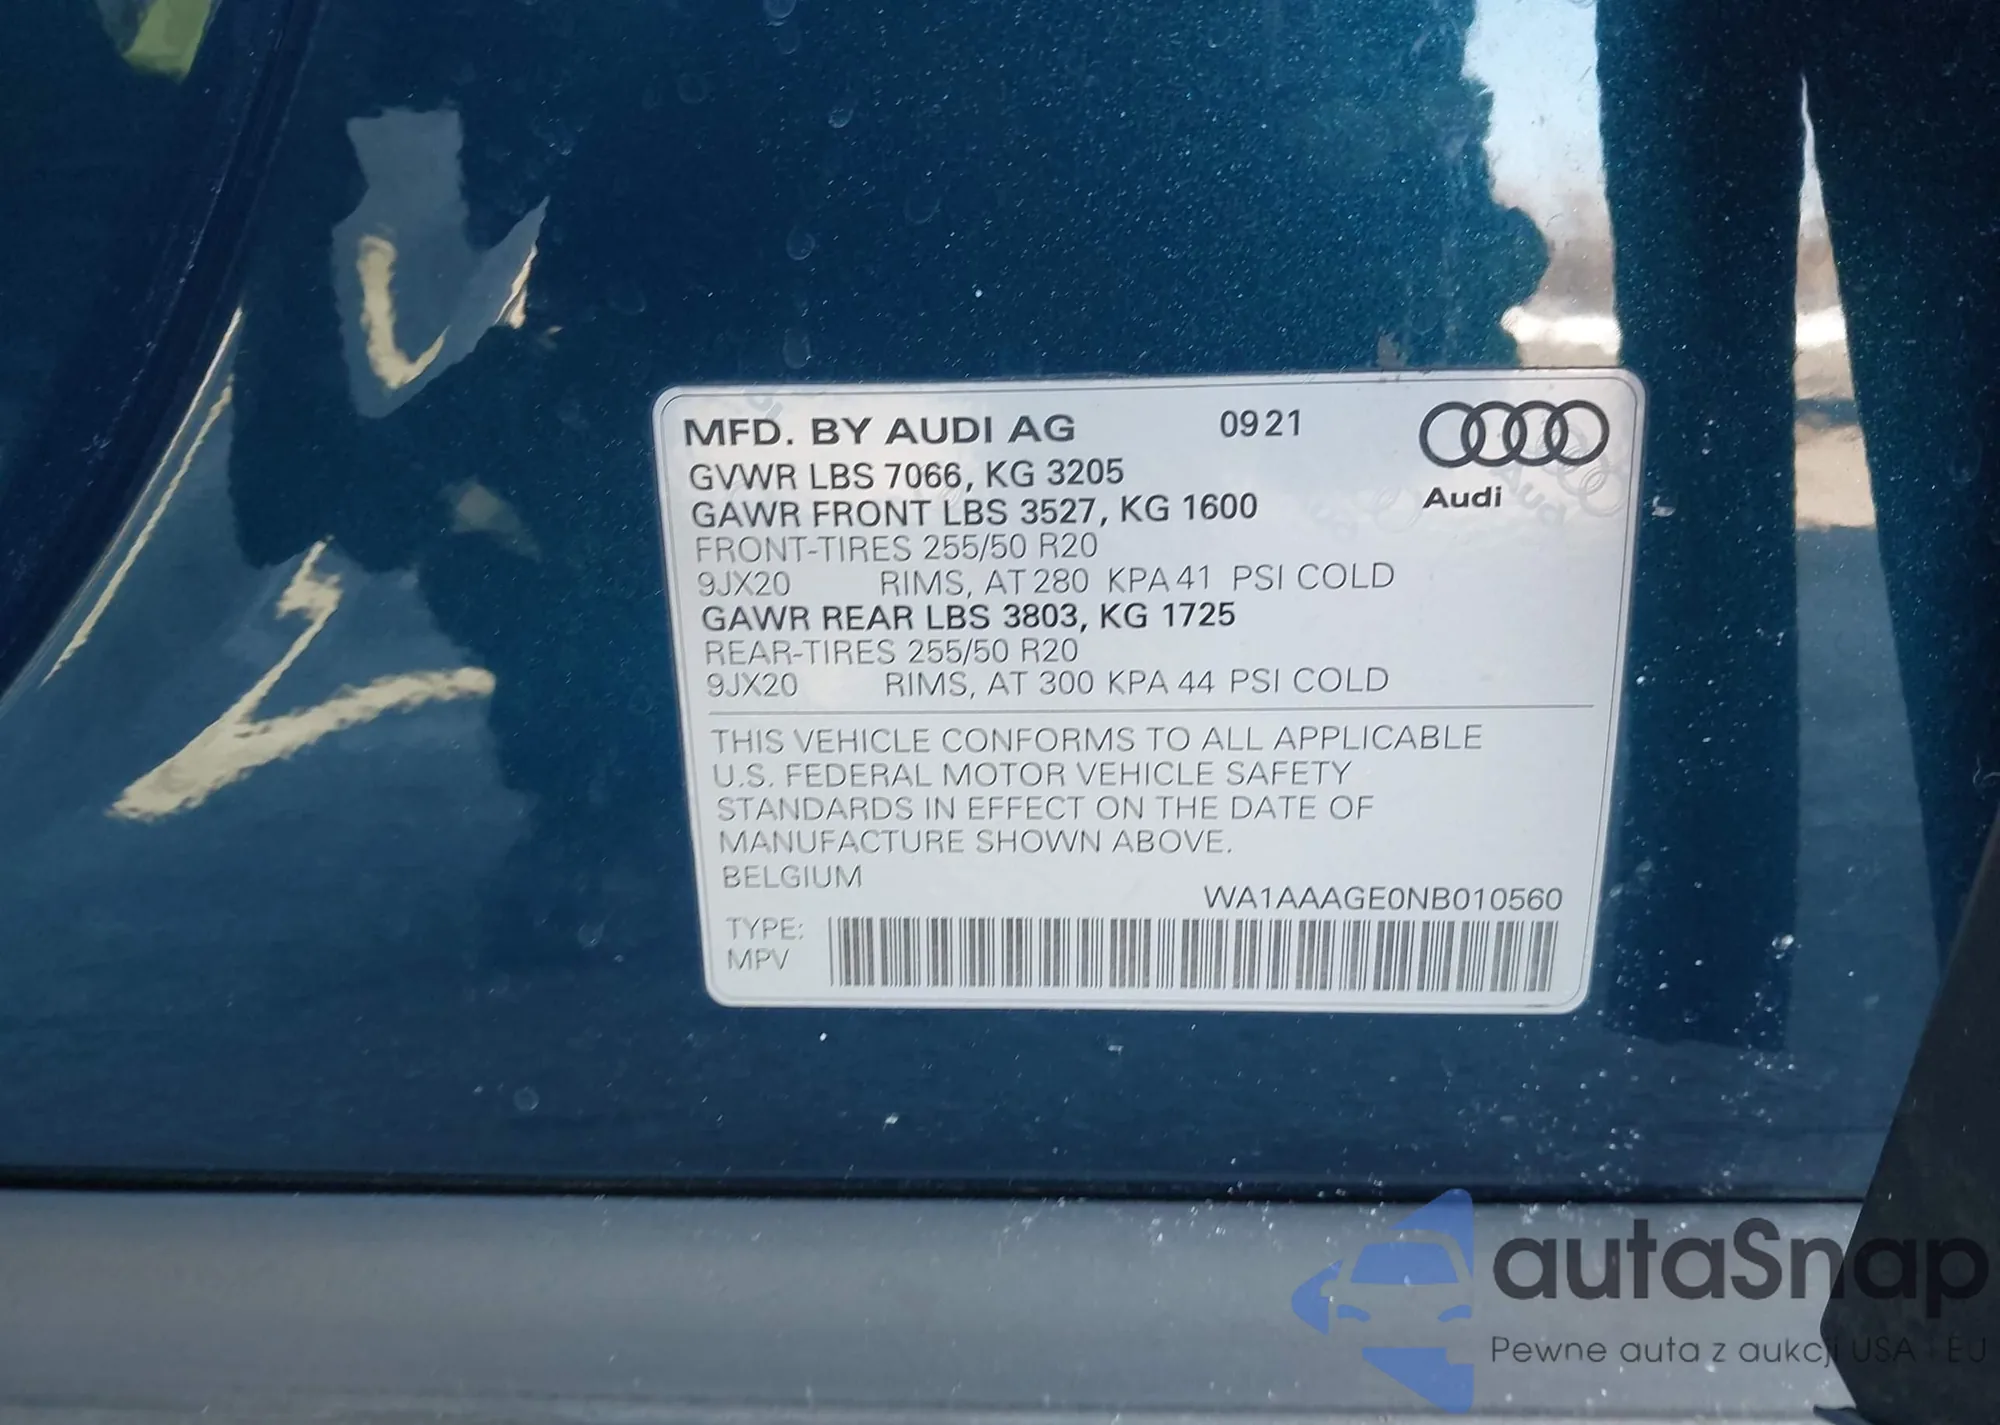 MFD. BY AUDI AG 09 21
GVWR LBS 7066, KG 3205
GAWR FRONT LBS 3527, KG 1600
Audi
FRONT-TIRES 255/50 R20
9JX20 RIMS, AT 280 KPA 41 PSI COLD
GAWR REAR LBS 3803, KG 1725
REAR-TIRES 255/50 R20
9JX20 RIMS, AT 300 KPA 44 PSI COLD
THIS VEHICLE CONFORMS TO ALL APPLICABLE
U.S. FEDERAL MOTOR VEHICLE SAFETY
STANDARDS IN EFFECT ON THE DATE OF
MANUFACTURE SHOWN ABOVE.
BELGIUM
WA1AAAGE0NB010560
TYPE:
MPV
autaSnap
Pewne auta z aukcji USA i EU